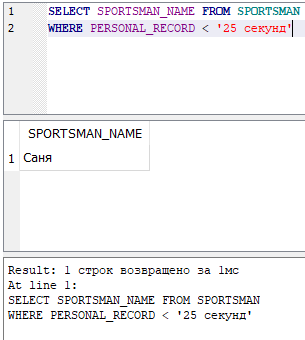 1 SELECT SPORTSMAN_NAME FROM SPORTSMAN
2 WHERE PERSONAL_RECORD < '25 секунд'
SPORTSMAN_NAME
1 Саня
Result: 1 строк возвращено за 1мс
At line 1:
SELECT SPORTSMAN_NAME FROM SPORTSMAN
WHERE PERSONAL_RECORD < '25 секунд'